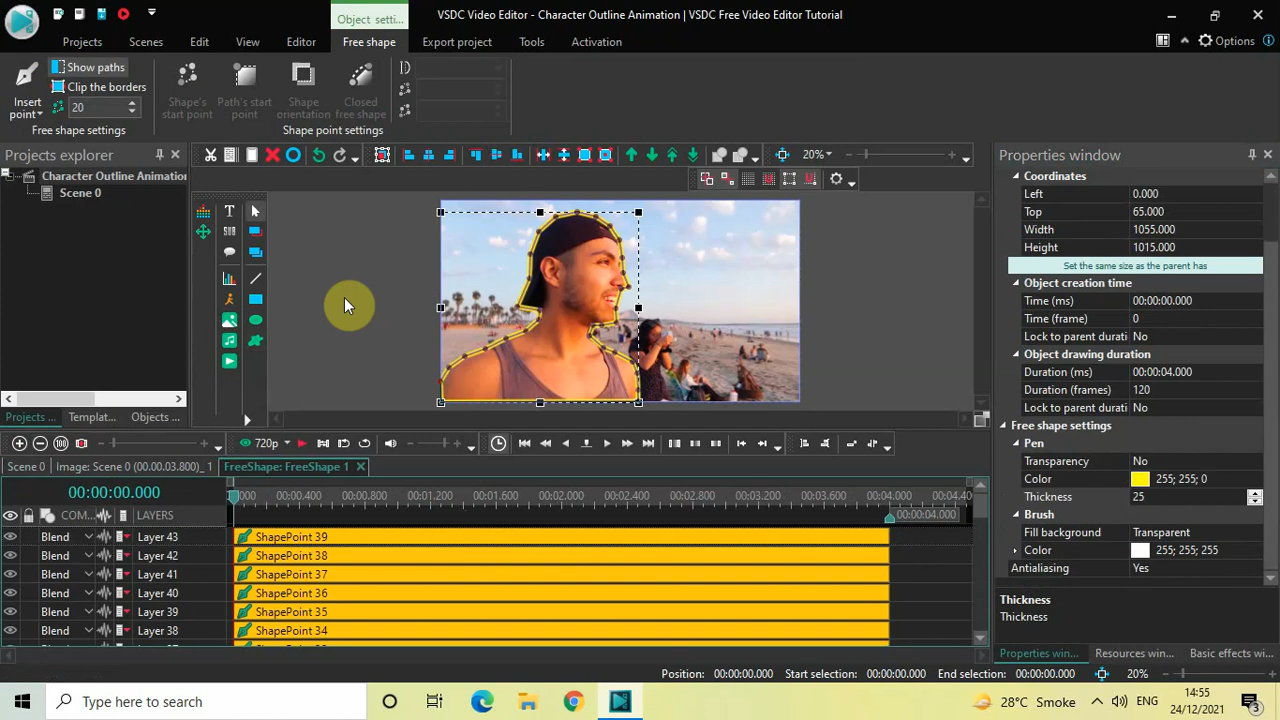 Object setti...
VSDC Video Editor - Character Outline Animation | VSDC Free Video Editor Tutorial
Projects Scenes Edit View Editor Free shape Export project Tools Activation Options
Insert point
Show paths
Clip the borders
20
Free shape settings
Shape's start point
Path's start point
Shape orientation
Closed free shape
Shape point settings
Projects explorer
Character Outline Animatio
Scene 0
Projects ... Templat... Objects ...
20%
T
720p
Scene 0 Image: Scene 0 (00.00.03.800)_ 1 FreeShape: FreeShape 1
00:00:00.000
000 00:00.400 00:00.800 00:01.200 00:01.600 00:02.000 00:02.400 00:02.800 00:03.200 00:03.600 00:04.000 00:04.40
00:00:04.000
COM... LAYERS
Blend Layer 43 ShapePoint 39
Blend Layer 42 ShapePoint 38
Blend Layer 41 ShapePoint 37
Blend Layer 40 ShapePoint 36
Blend Layer 39 ShapePoint 35
Blend Layer 38 ShapePoint 34
Properties window
Coordinates
Left 0.000
Top 65.000
Width 1055.000
Height 1015.000
Set the same size as the parent has
Object creation time
Time (ms) 00:00:00.000
Time (frame) 0
Lock to parent duratio No
Object drawing duration
Duration (ms) 00:00:04.000
Duration (frames) 120
Lock to parent duratio No
Free shape settings
Pen
Transparency No
Color 255; 255; 0
Thickness 25
Brush
Fill background Transparent
Color 255; 255; 255
Antialiasing Yes
Thickness
Thickness
Properties win... Resources win... Basic effects wi...
Position: 00:00:00.000 Start selection: 00:00:00.000 End selection: 00:00:00.000 20%
Type here to search
28°C Smoke
ENG
14:55
24/12/2021
3